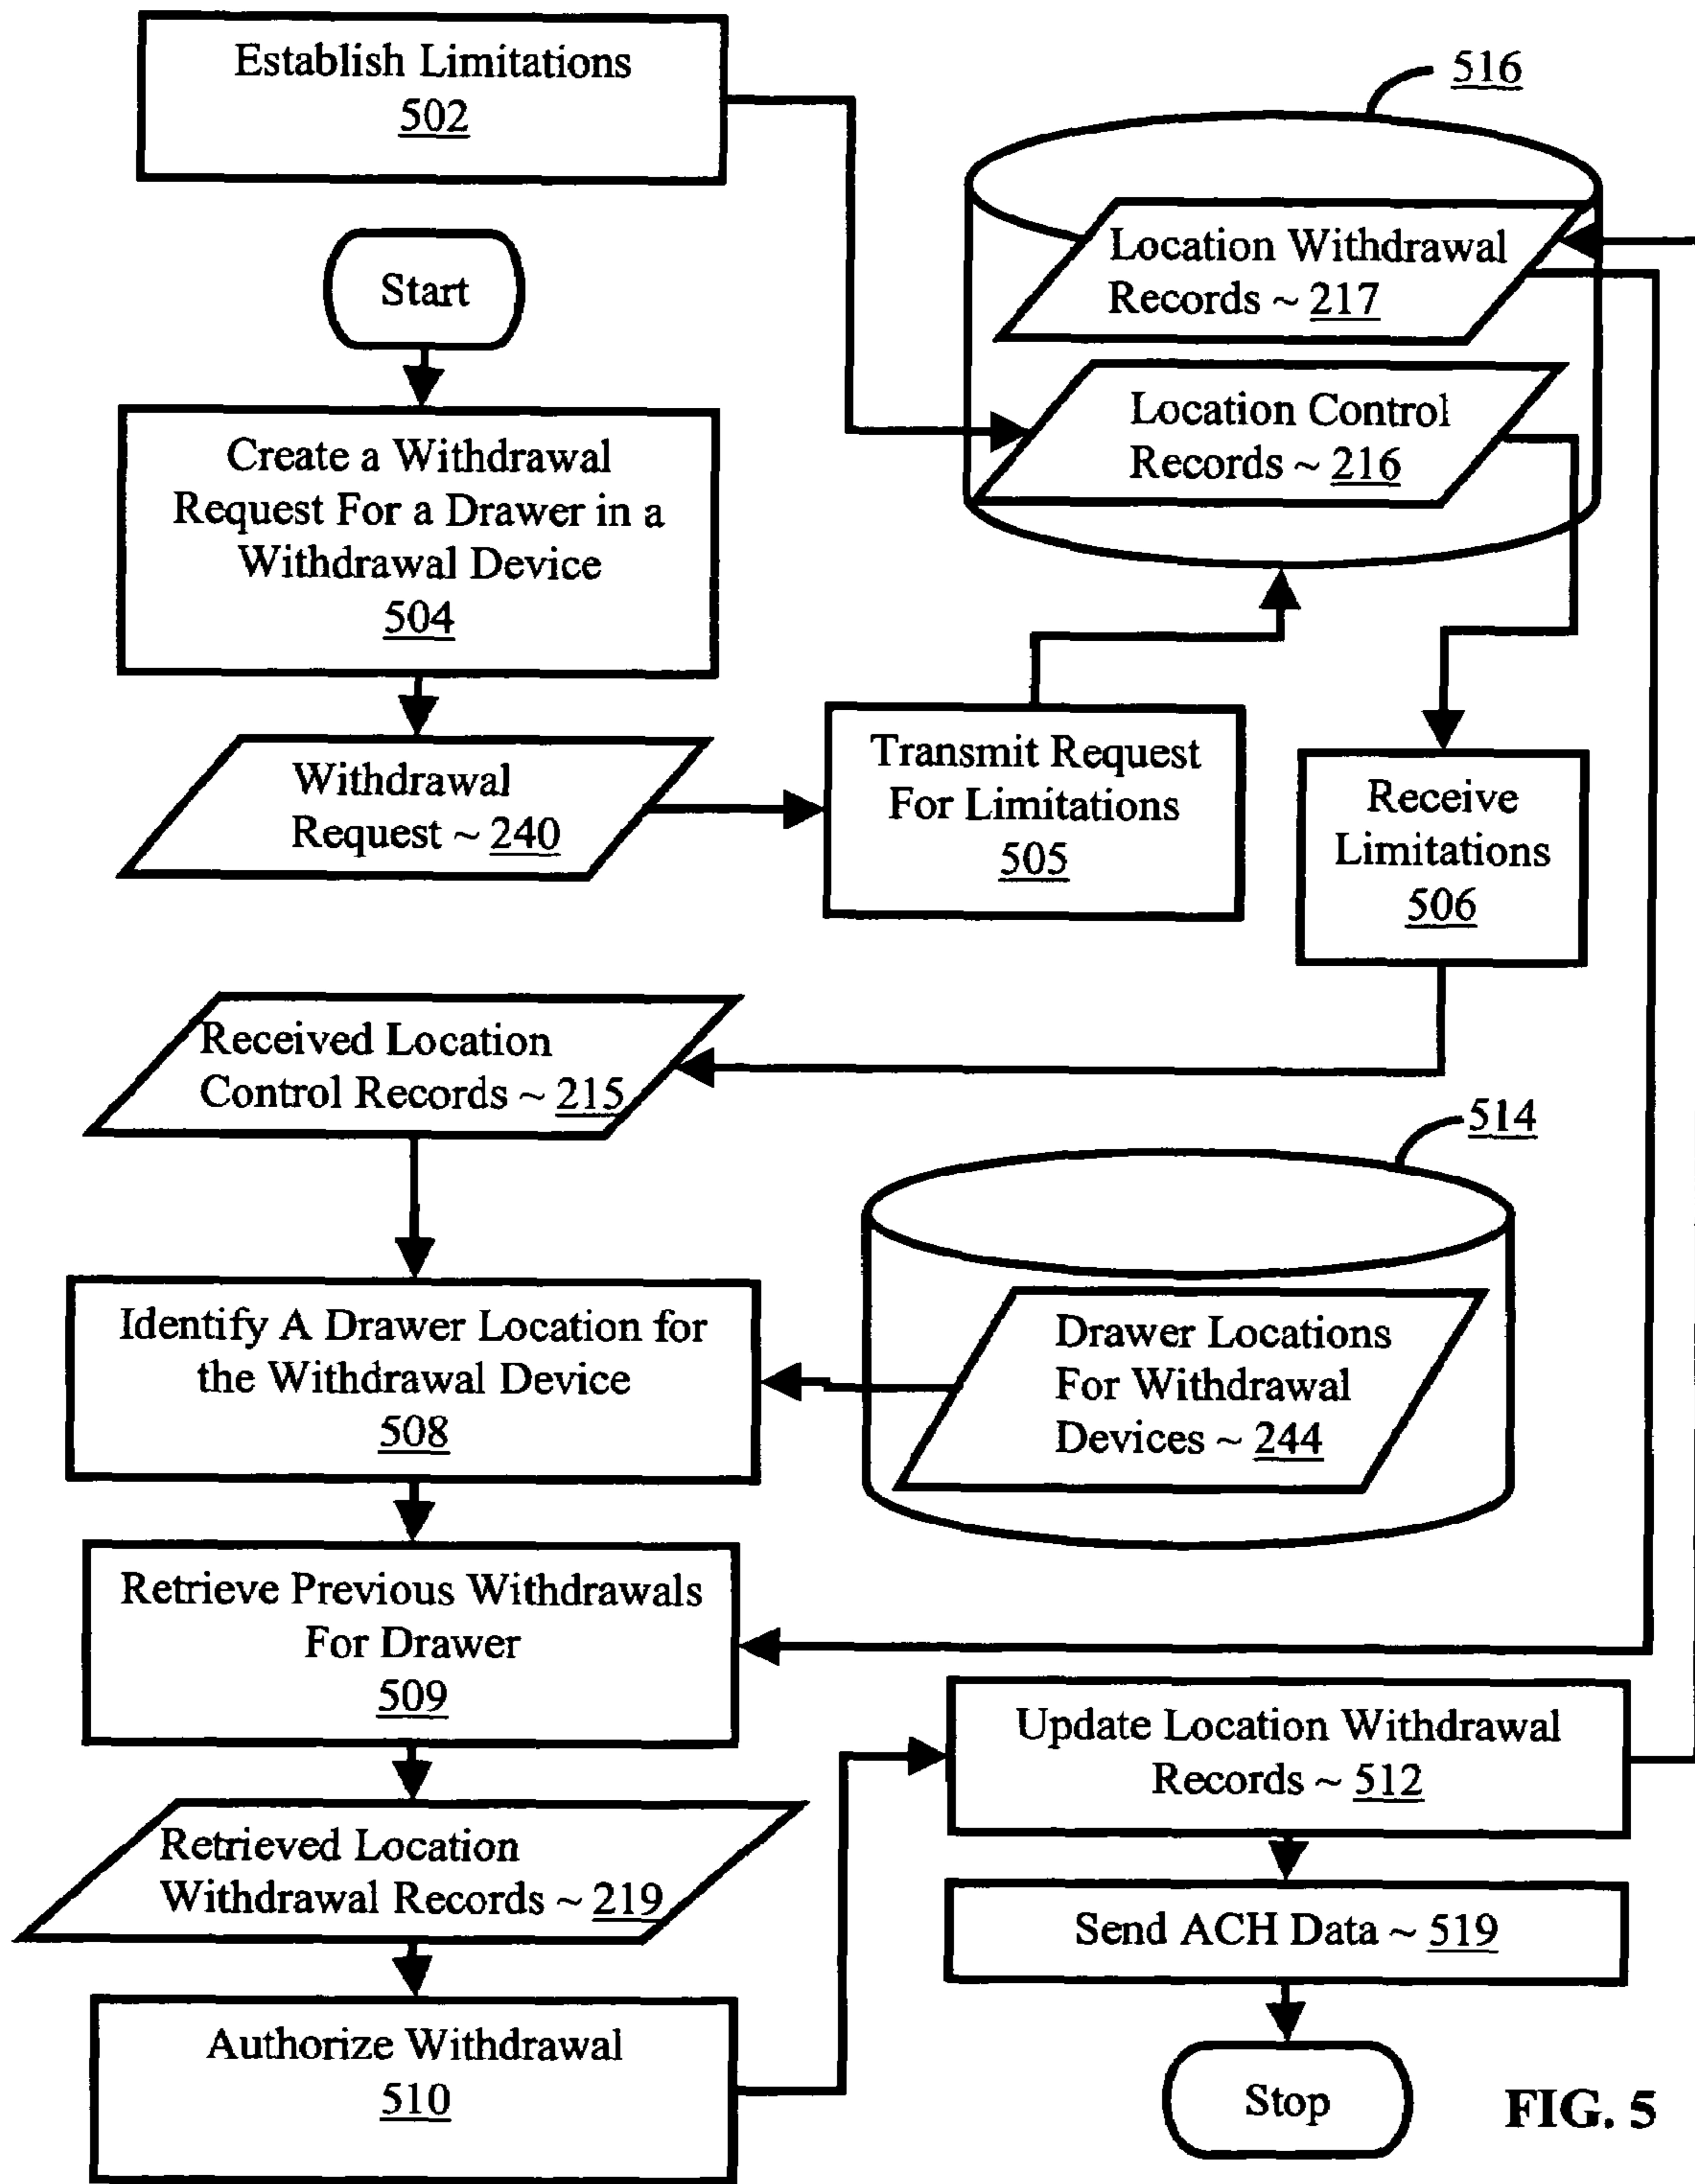 Establish Limitations
502
516
Start
Location Withdrawal
Records ~ 217
Location Control
Records ~ 216
Create a Withdrawal
Request For a Drawer in a
Withdrawal Device
504
Withdrawal
Request ~ 240
Transmit Request
For Limitations
505
Receive
Limitations
506
Received Location
Control Records ~ 215
514
Identify A Drawer Location for
the Withdrawal Device
508
Drawer Locations
For Withdrawal
Devices ~ 244
Retrieve Previous Withdrawals
For Drawer
509
Update Location Withdrawal
Records ~ 512
Retrieved Location
Withdrawal Records ~ 219
Send ACH Data ~ 519
Authorize Withdrawal
510
Stop
FIG. 5